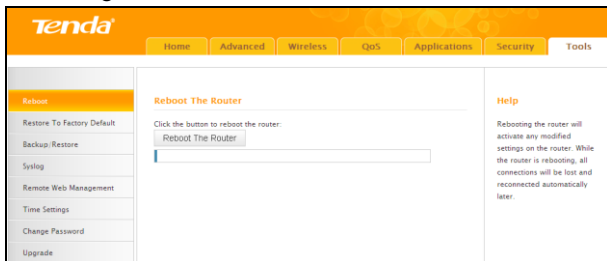 Tenda
Home Advanced Wireless QoS Applications Security Tools
Reboot
Restore To Factory Default
Backup/Restore
Syslog
Remote Web Management
Time Settings
Change Password
Upgrade
Reboot The Router
Click the button to reboot the router:
Reboot The Router
Help
Rebooting the router will
activate any modified
settings on the router. While
the router is rebooting, all
connections will be lost and
reconnected automatically
later.